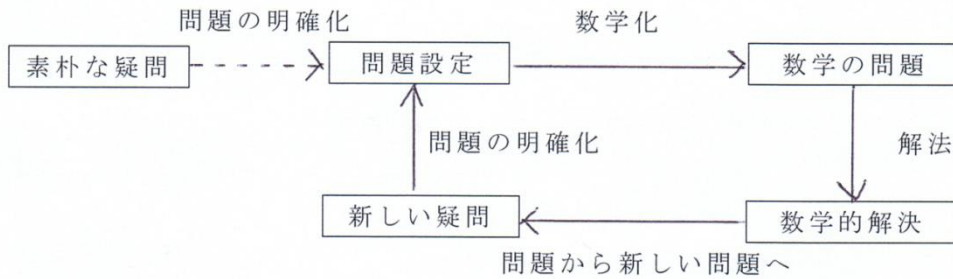 問題の明確化
数学化
素朴な疑問
問題設定
数学の問題
問題の明確化
解法
新しい疑問
数学的解決
問題から新しい問題へ